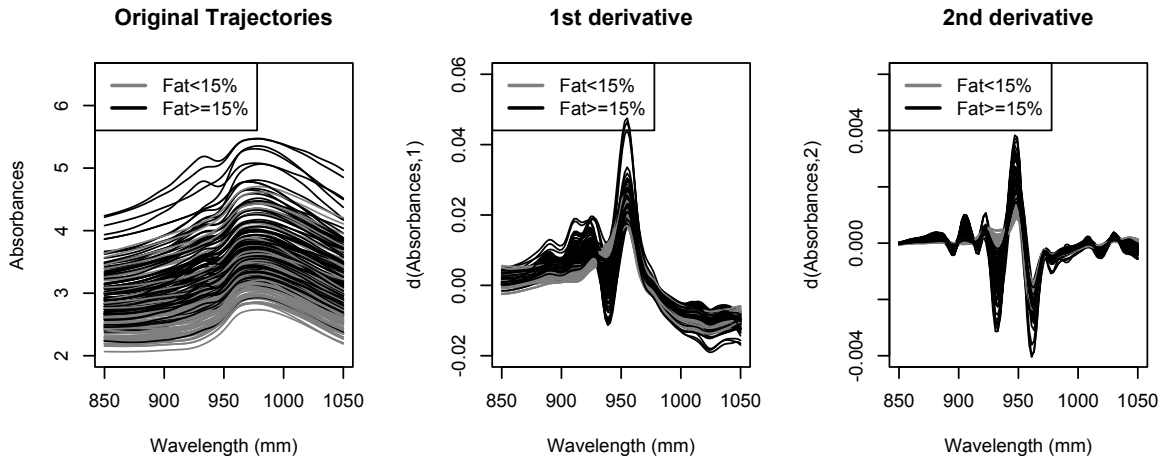 Original Trajectories
Absorbances
6
5
4
3
2
Fat<15%
Fat>=15%
850 900 950 1000 1050
Wavelength (mm)
1st derivative
d(Absorbances,1)
0.06
0.04
0.02
0.00
-0.02
Fat<15%
Fat>=15%
850 900 950 1000 1050
Wavelength (mm)
2nd derivative
d(Absorbances,2)
0.004
0.000
-0.004
Fat<15%
Fat>=15%
850 900 950 1000 1050
Wavelength (mm)